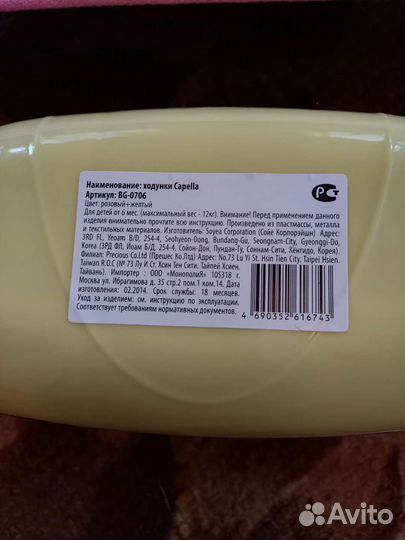 Наименование: ходунки Capella
Артикул: BG-0706
Цвет: розовый+желтый
Для детей от 6 мес. (максимальный вес - 12кг). Внимание! Перед применением данного
изделия внимательно прочтите всю инструкцию. Произведено из пластмассы, металла
и текстильных материалов. Изготовитель: Soyea Corporation (Сойе Корпорэйшн) Адрес:
3RD FL, Yeoam B/D, 254-4, Seohyeon-Dong, Bundang-Gu, Seongnam-City, Gyeonggi-Do,
Korea (3РД ФЛ, Йоам Б/Д, 254-4, Сойон-Дон, Пундан-Гу, Соннам-Сити, Кёнгидо, Корея).
Филиал: Precious Co.Ltd (Прешес Ко.Лтд) Адрес: No.73 Lu Yi St. Hsin Tien City. Taipei Hsien.
Taiwan R.O.C (№ 73 Лу И Ст. Хсин Тен Сити. Тайпей Хсиен.
Тайвань). Импортер : ООО «Монополия» 105318 г.
Москва ул. Ибрагимова д. 35 стр.2 пом.1 ком.14. Дата
изготовления: 02.2014. Срок службы: 18 месяцев.
Уход за изделием: см. инструкцию по эксплуатации.
Соответствует требованиям нормативных документов.
4 690352 616743
РСТ
Avito